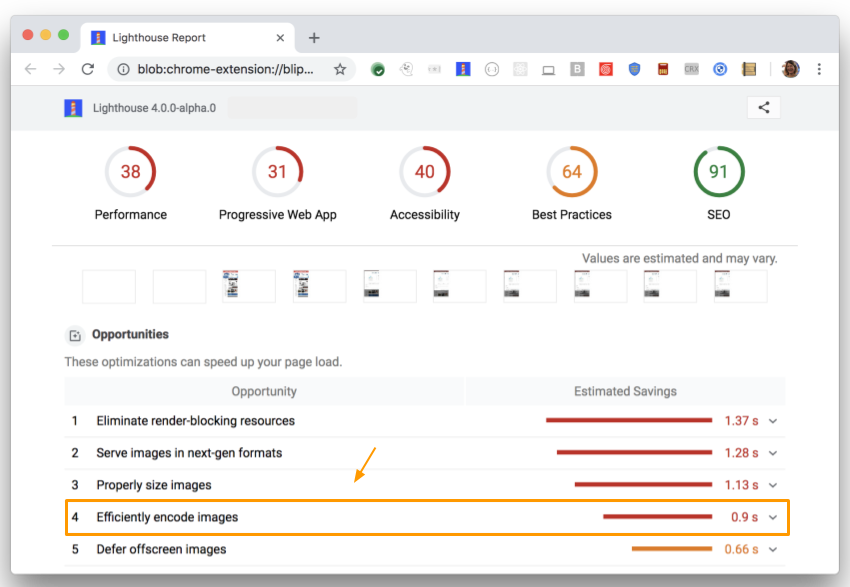 Lighthouse Report
blob:chrome-extension://blip...
Lighthouse 4.0.0-alpha.0
38 31 40 64 91
Performance Progressive Web App Accessibility Best Practices SEO
Values are estimated and may vary.
Opportunities
These optimizations can speed up your page load.
Opportunity Estimated Savings
1 Eliminate render-blocking resources 1.37 s
2 Serve images in next-gen formats 1.28 s
3 Properly size images 1.13 s
4 Efficiently encode images 0.9 s
5 Defer offscreen images 0.66 s